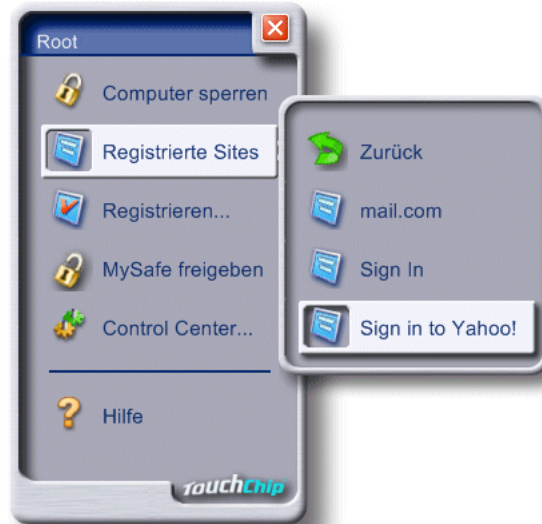 Root
Computer sperren
Registrierte Sites
Registrieren...
MySafe freigeben
Control Center...
Hilfe
TouchChip
Zurück
mail.com
Sign In
Sign in to Yahoo!